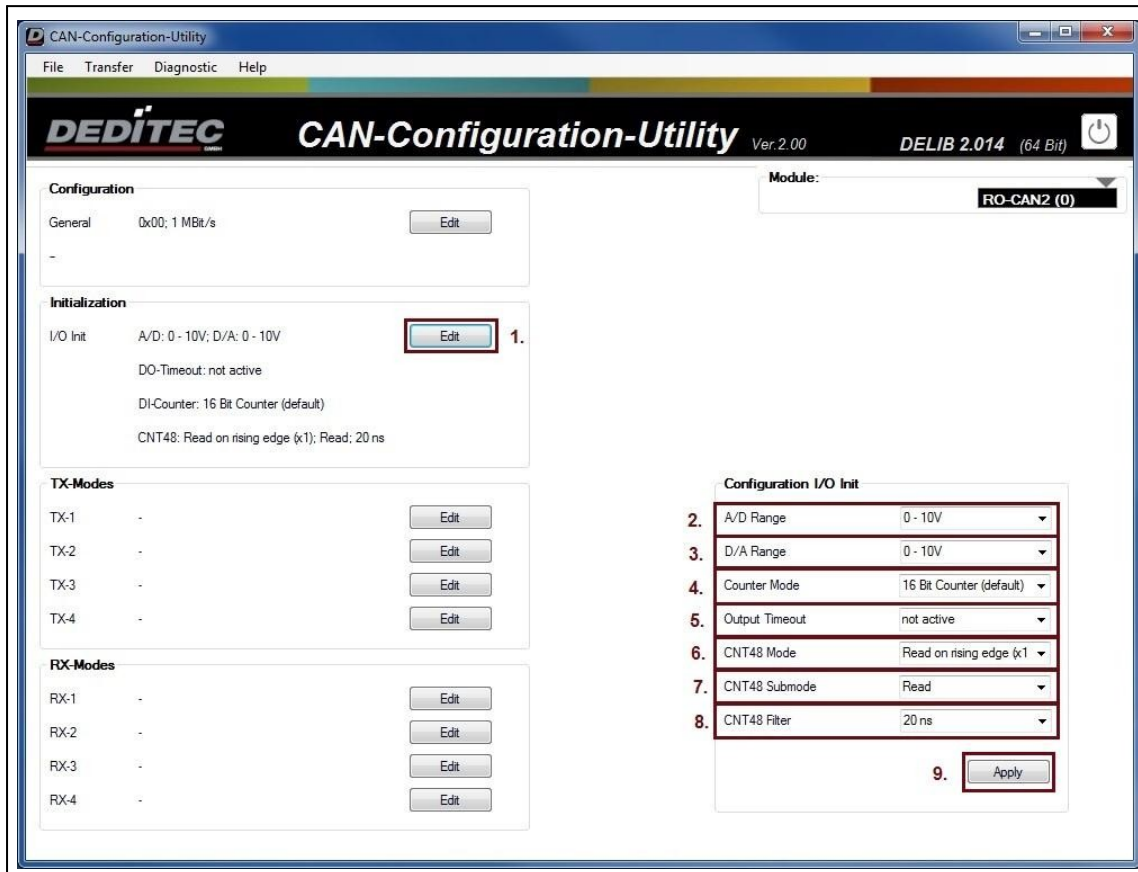 CAN-Configuration-Utility
File Transfer Diagnostic Help
DEDITEC
GMBH
CAN-Configuration-Utility Ver.2.00
DELIB 2.014 (64 Bit)
Module:
RO-CAN2 (0)
Configuration
General 0x00; 1 MBit/s Edit
-
Initialization
I/O Init A/D: 0 - 10V; D/A: 0 - 10V Edit 1.
DO-Timeout: not active
DI-Counter: 16 Bit Counter (default)
CNT48: Read on rising edge (x1); Read; 20 ns
TX-Modes
TX-1 - Edit
TX-2 - Edit
TX-3 - Edit
TX-4 - Edit
RX-Modes
RX-1 - Edit
RX-2 - Edit
RX-3 - Edit
RX-4 - Edit
Configuration I/O Init
2. A/D Range 0 - 10V
3. D/A Range 0 - 10V
4. Counter Mode 16 Bit Counter (default)
5. Output Timeout not active
6. CNT48 Mode Read on rising edge (x1
7. CNT48 Submode Read
8. CNT48 Filter 20 ns
9. Apply